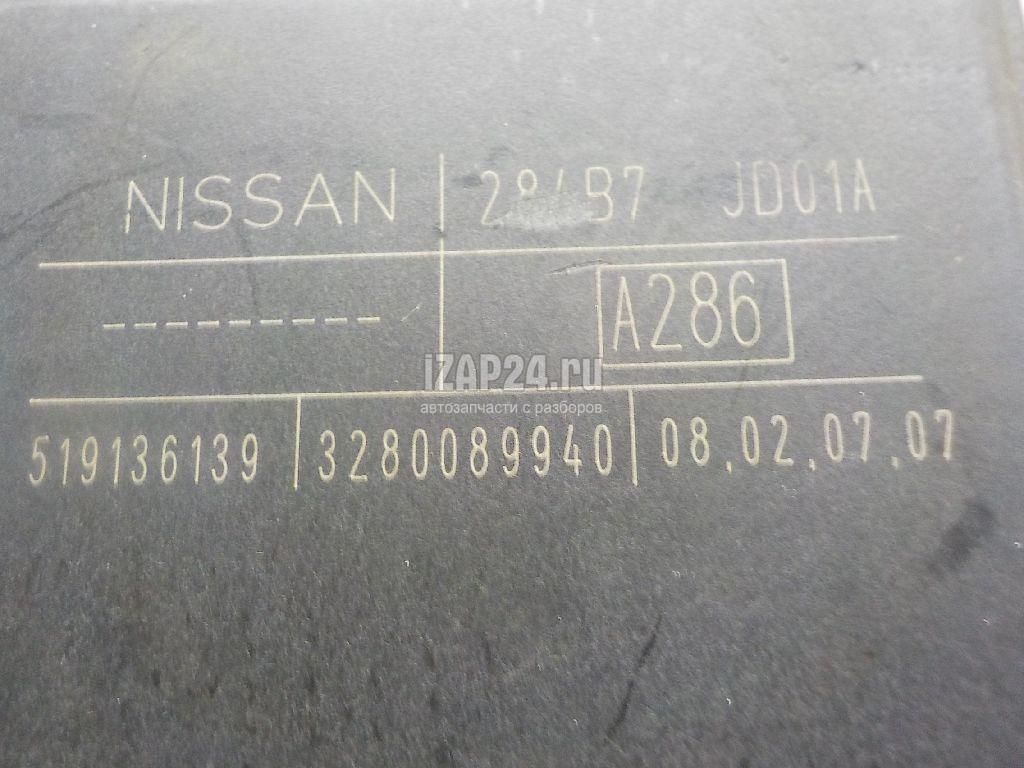 NISSAN JD01A
--------- A286
iZAP24.ru
автозапчасти с разборов
519136139 3280089940 08.02.07.07